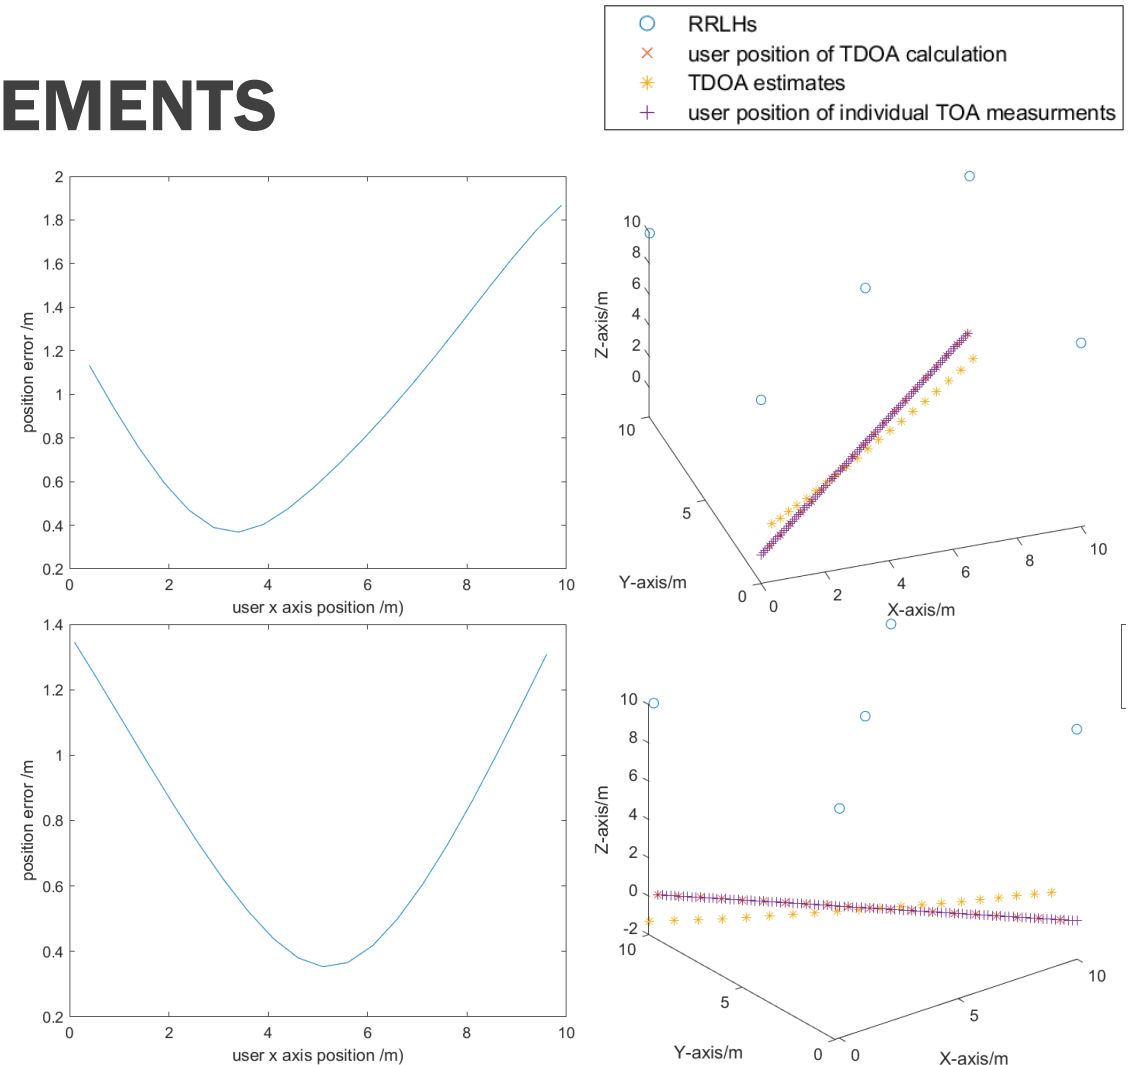 RRLHs
user position of TDOA calculation
TDOA estimates
user position of individual TOA measurments
EMENTS
2
1.8
1.6
1.4
1.2
1
0.8
0.6
0.4
0.2
0 2 4 6 8 10
position error /m
user x axis position /m)
10
8
6
4
2
0
Z-axis/m
10
5
0
Y-axis/m
0 2 4 6 8 10
X-axis/m
1.4
1.2
1
0.8
0.6
0.4
0.2
0 2 4 6 8 10
position error /m
user x axis position /m)
10
8
6
4
2
0
-2
Z-axis/m
10
5
0
Y-axis/m
0 5 10
X-axis/m